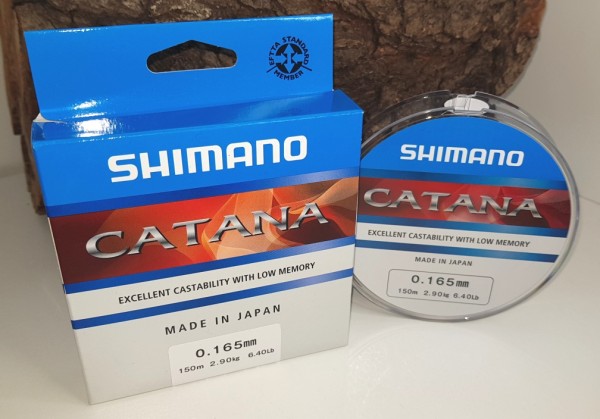 EFTTA STANDARD
MEMBER
SHIMANO
CATANA
EXCELLENT CASTABILITY WITH LOW MEMORY
MADE IN JAPAN
0.165mm
150m 2.90kg 6.40Lb
SHIMANO
CATANA
EXCELLENT CASTABILITY WITH LOW MEMORY
MADE IN JAPAN
0.165mm
150m 2.90kg 6.40Lb